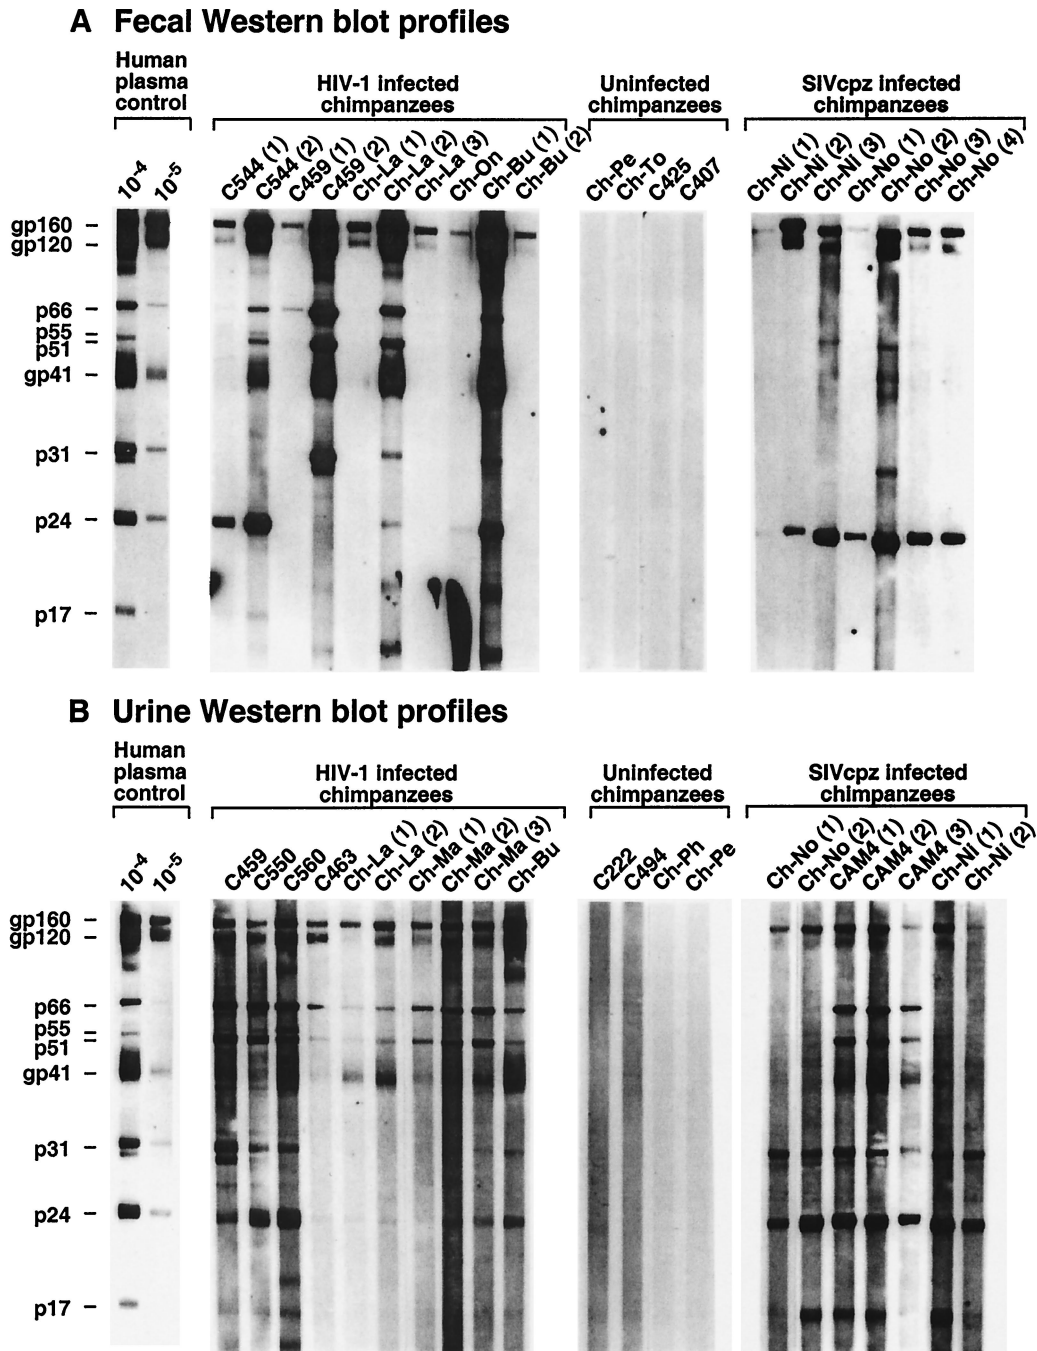 A Fecal Western blot profiles
Human
plasma
control
HIV-1 infected
chimpanzees
Uninfected
chimpanzees
SIVcpz infected
chimpanzees
10-4
10-5
C544 (1)
C544 (2)
C459 (1)
C459 (2)
Ch-La (1)
Ch-La (2)
Ch-La (3)
Ch-On
Ch-Bu (1)
Ch-Bu (2)
Ch-Pe
Ch-To
C425
C407
Ch-Ni (1)
Ch-Ni (2)
Ch-Ni (3)
Ch-No (1)
Ch-No (2)
Ch-No (3)
Ch-No (4)
gp160
gp120
p66
p55
p51
gp41
p31
p24
p17
B Urine Western blot profiles
Human
plasma
control
HIV-1 infected
chimpanzees
Uninfected
chimpanzees
SIVcpz infected
chimpanzees
10-4
10-5
C459
C550
C560
C463
Ch-La (1)
Ch-La (2)
Ch-Ma (1)
Ch-Ma (2)
Ch-Ma (3)
Ch-Bu
C222
C494
Ch-Ph
Ch-Pe
Ch-No (1)
Ch-No (2)
CAM4 (1)
CAM4 (2)
CAM4 (3)
Ch-Ni (1)
Ch-Ni (2)
gp160
gp120
p66
p55
p51
gp41
p31
p24
p17